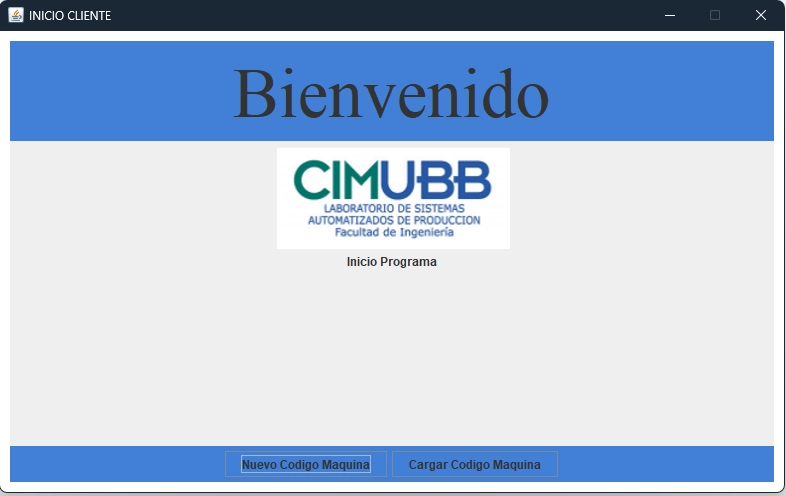 INICIO CLIENTE
Bienvenido
CIMUBB
LABORATORIO DE SISTEMAS
AUTOMATIZADOS DE PRODUCCION
Facultad de Ingeniería
Inicio Programa
Nuevo Codigo Maquina
Cargar Codigo Maquina